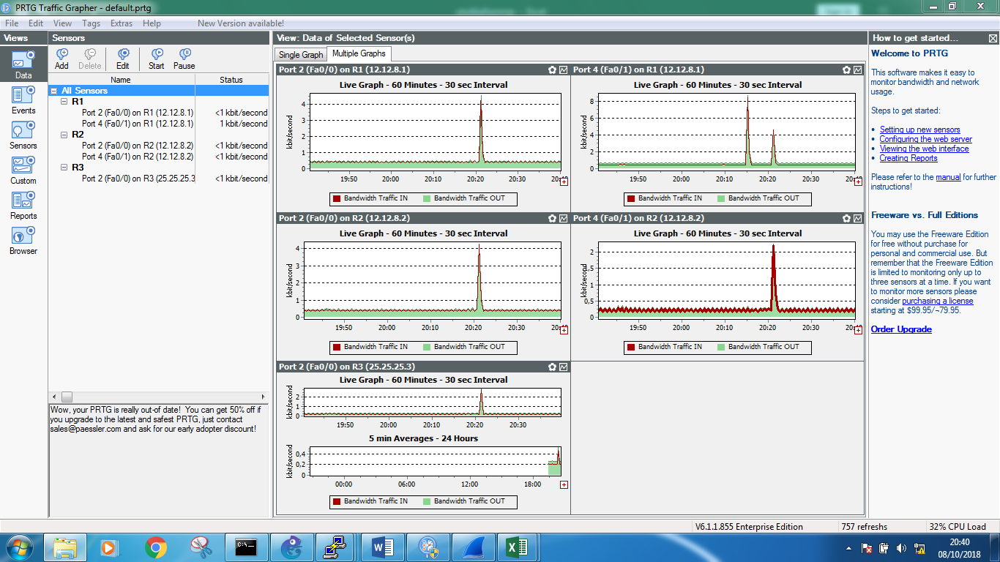 PRTG Traffic Grapher - default.prtg
File Edit View Tags Extras Help New Version available!
Views
Data
Events
Sensors
Custom
Reports
Browser
Sensors
Add Delete Edit Start Pause
Name Status
All Sensors
R1
Port 2 (Fa0/0) on R1 (12.12.8.1) <1 kbit/second
Port 4 (Fa0/1) on R1 (12.12.8.1) 1 kbit/second
R2
Port 2 (Fa0/0) on R2 (12.12.8.2) <1 kbit/second
Port 4 (Fa0/1) on R2 (12.12.8.2) <1 kbit/second
R3
Port 2 (Fa0/0) on R3 (25.25.25.3 <1 kbit/second
Wow, your PRTG is really out-of date! You can get 50% off if
you upgrade to the latest and safest PRTG, just contact
sales@paessler.com and ask for our early adopter discount!
View: Data of Selected Sensor(s)
Single Graph Multiple Graphs
Port 2 (Fa0/0) on R1 (12.12.8.1)
Live Graph - 60 Minutes - 30 sec Interval
kbit/second
4
3
2
1
0
19:50 20:00 20:10 20:20 20:30 20:40
Bandwidth Traffic IN Bandwidth Traffic OUT
Port 4 (Fa0/1) on R1 (12.12.8.1)
Live Graph - 60 Minutes - 30 sec Interval
kbit/second
8
6
4
2
0
19:50 20:00 20:10 20:20 20:30 20:40
Bandwidth Traffic IN Bandwidth Traffic OUT
Port 2 (Fa0/0) on R2 (12.12.8.2)
Live Graph - 60 Minutes - 30 sec Interval
kbit/second
4
3
2
1
0
19:50 20:00 20:10 20:20 20:30 20:40
Bandwidth Traffic IN Bandwidth Traffic OUT
Port 4 (Fa0/1) on R2 (12.12.8.2)
Live Graph - 60 Minutes - 30 sec Interval
kbit/second
2
1,5
1
0,5
0
19:50 20:00 20:10 20:20 20:30 20:40
Bandwidth Traffic IN Bandwidth Traffic OUT
Port 2 (Fa0/0) on R3 (25.25.25.3)
Live Graph - 60 Minutes - 30 sec Interval
kbit/second
2
1
0
19:50 20:00 20:10 20:20 20:30
5 min Averages - 24 Hours
kbit/second
0,4
0,2
0
00:00 06:00 12:00 18:00
Bandwidth Traffic IN Bandwidth Traffic OUT
How to get started...
Welcome to PRTG
This software makes it easy to
monitor bandwidth and network
usage.
Steps to get started:
• Setting up new sensors
• Configuring the web server
• Viewing the web interface
• Creating Reports
Please refer to the manual for further
instructions!
Freeware vs. Full Editions
You may use the Freeware Edition
for free without purchase for
personal and commercial use. But
remember that the Freeware Edition
is limited to monitoring only up to
three sensors at a time. If you want
to monitor more sensors please
consider purchasing a license
starting at $99.95/~79.95.
Order Upgrade
V6.1.1.855 Enterprise Edition 757 refreshs 32% CPU Load
20:40
08/10/2018